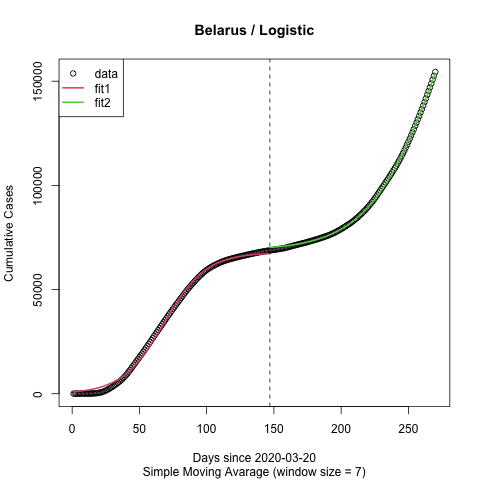 Belarus / Logistic
data
fit1
fit2
Cumulative Cases
0
50000
100000
150000
0 50 100 150 200 250
Days since 2020-03-20
Simple Moving Avarage (window size = 7)